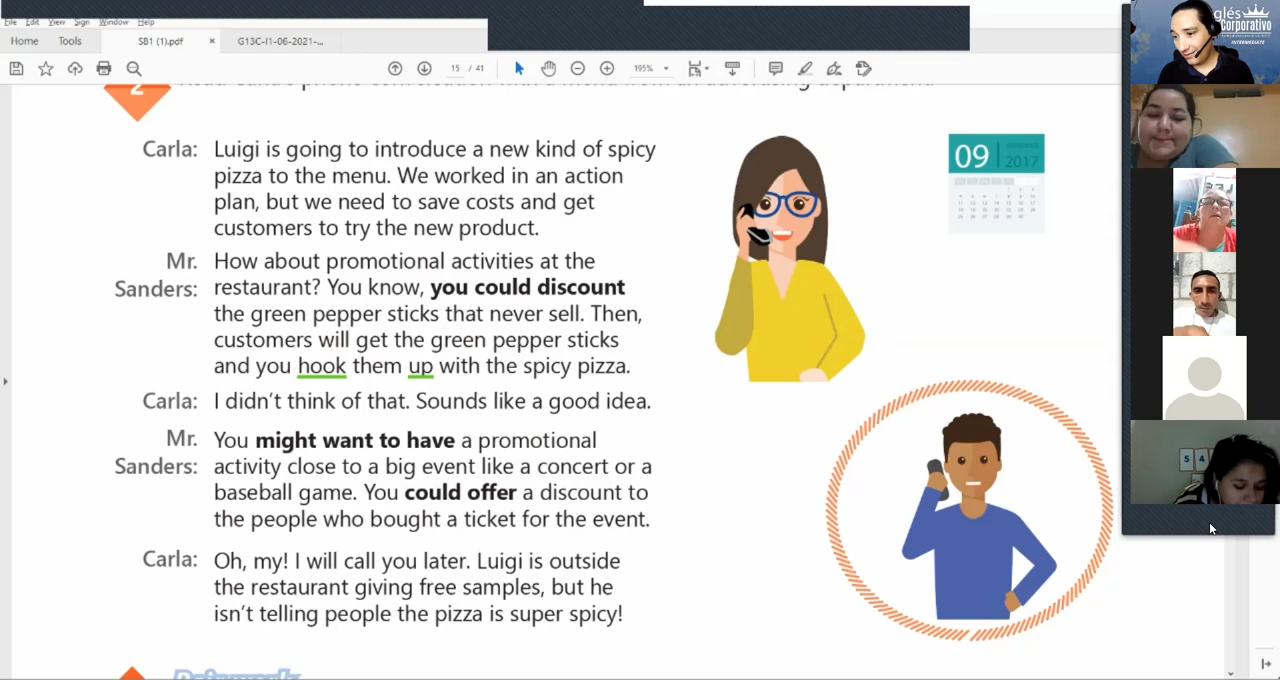 File Edit View Sign Window Help
Home Tools SB1 (1).pdf × G13C-I1-06-2021-...
15 / 41 195%
2
Carla: Luigi is going to introduce a new kind of spicy
pizza to the menu. We worked in an action
plan, but we need to save costs and get
customers to try the new product.
Mr. How about promotional activities at the
Sanders: restaurant? You know, you could discount
the green pepper sticks that never sell. Then,
customers will get the green pepper sticks
and you hook them up with the spicy pizza.
Carla: I didn't think of that. Sounds like a good idea.
Mr. You might want to have a promotional
Sanders: activity close to a big event like a concert or a
baseball game. You could offer a discount to
the people who bought a ticket for the event.
Carla: Oh, my! I will call you later. Luigi is outside
the restaurant giving free samples, but he
isn't telling people the pizza is super spicy!
09 2017
glés
Corporativo
INTERMEDIATE
5 4